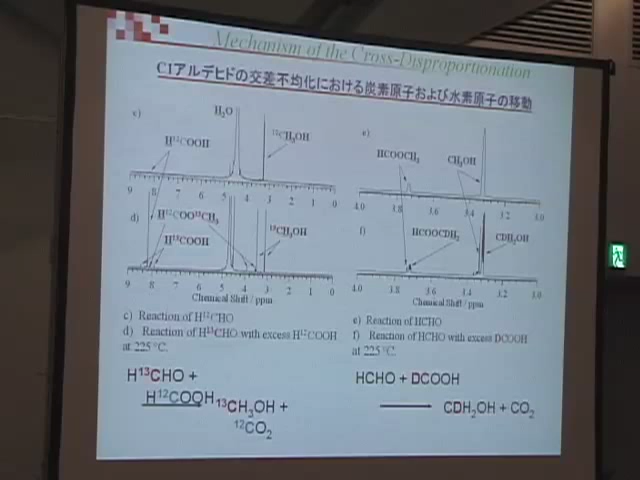 Mechanism of the Cross-Disproportionation
C1アルデヒドの交差不均化における炭素原子および水素原子の移動
c)
H₂O
¹²CH₃OH
H¹²COOH
9 8 7 6 5 4 3 2 1 0
d)
H¹²COO¹³CH₃
H¹³COOH
¹³CH₃OH
9 8 7 6 5 4 3 2 1 0
Chemical Shift / ppm
e)
HCOOCH₃
CH₃OH
4.0 3.8 3.6 3.4 3.2 3.0
f)
HCOOCDH₂
CDH₂OH
4.0 3.8 3.6 3.4 3.2 3.0
Chemical Shift / ppm
c) Reaction of H¹²CHO
d) Reaction of H¹³CHO with excess H¹²COOH
at 225 °C.
e) Reaction of HCHO
f) Reaction of HCHO with excess DCOOH
at 225 °C.
H¹³CHO +
H¹²COOH
¹³CH₃OH +
¹²CO₂
HCHO + DCOOH
CDH₂OH + CO₂